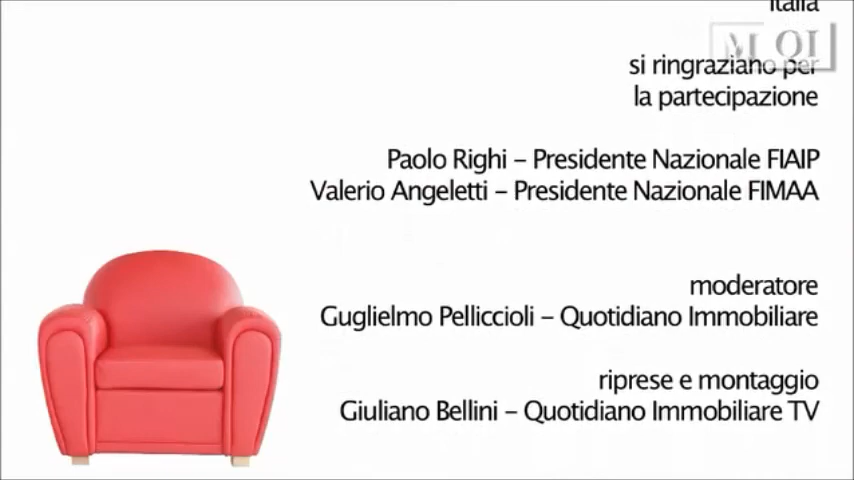 Italia
M QI
si ringraziano per
la partecipazione
Paolo Righi – Presidente Nazionale FIAIP
Valerio Angeletti – Presidente Nazionale FIMAA
moderatore
Guglielmo Pelliccioli – Quotidiano Immobiliare
riprese e montaggio
Giuliano Bellini – Quotidiano Immobiliare TV